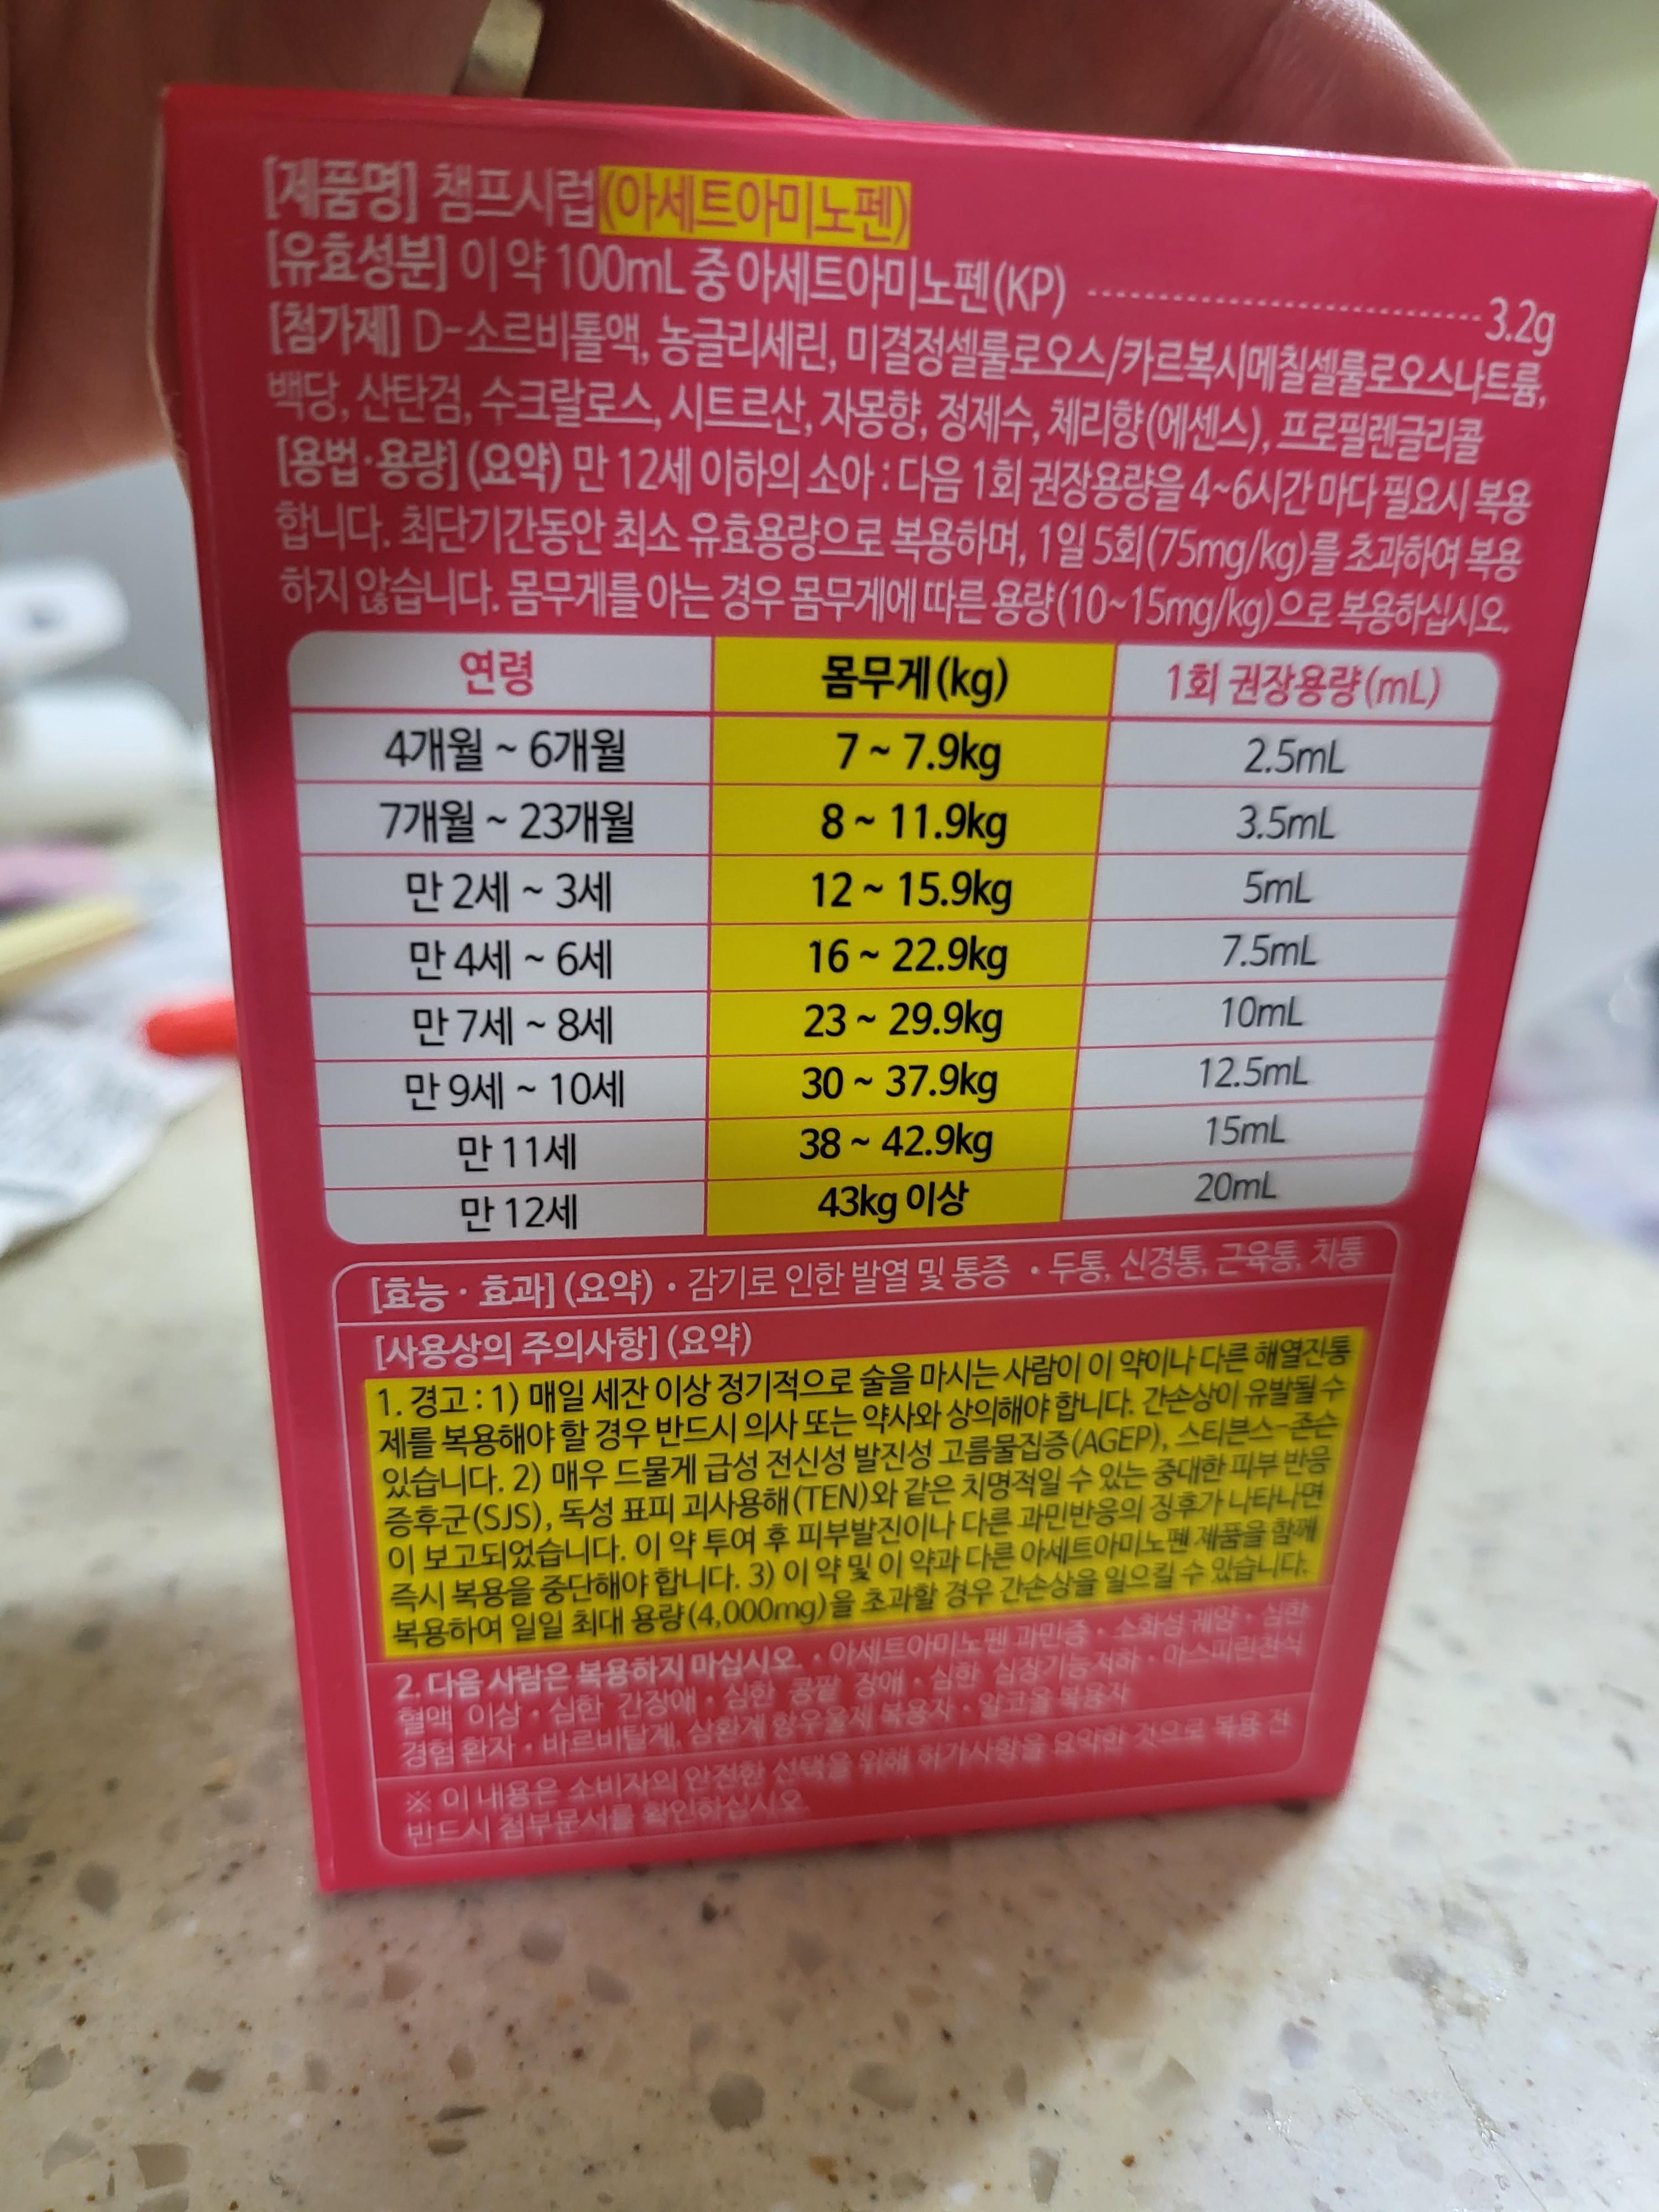 [제품명] 챔프시럽(아세트아미노펜)
[유효성분] 이 약 100mL 중 아세트아미노펜(KP) ------------------------------ 3.2g
[첨가제] D-소르비톨액, 농글리세린, 미결정셀룰로오스/카르복시메칠셀룰로오스나트륨,
백당, 산탄검, 수크랄로스, 시트르산, 자몽향, 정제수, 체리향(에센스), 프로필렌글리콜
[용법·용량] (요약) 만 12세 이하의 소아 : 다음 1회 권장용량을 4~6시간 마다 필요시 복용
합니다. 최단기간동안 최소 유효용량으로 복용하며, 1일 5회(75mg/kg)를 초과하여 복용
하지 않습니다. 몸무게를 아는 경우 몸무게에 따른 용량(10~15mg/kg)으로 복용하십시오.
연령 몸무게(kg) 1회 권장용량(mL)
4개월 ~ 6개월 7 ~ 7.9kg 2.5mL
7개월 ~ 23개월 8 ~ 11.9kg 3.5mL
만 2세 ~ 3세 12 ~ 15.9kg 5mL
만 4세 ~ 6세 16 ~ 22.9kg 7.5mL
만 7세 ~ 8세 23 ~ 29.9kg 10mL
만 9세 ~ 10세 30 ~ 37.9kg 12.5mL
만 11세 38 ~ 42.9kg 15mL
만 12세 43kg 이상 20mL
[효능·효과] (요약) • 감기로 인한 발열 및 통증 • 두통, 신경통, 근육통, 치통
[사용상의 주의사항] (요약)
1. 경고 : 1) 매일 세잔 이상 정기적으로 술을 마시는 사람이 이 약이나 다른 해열진통
제를 복용해야 할 경우 반드시 의사 또는 약사와 상의해야 합니다. 간손상이 유발될 수
있습니다. 2) 매우 드물게 급성 전신성 발진성 고름물집증(AGEP), 스티븐스-존슨
증후군(SJS), 독성 표피 괴사용해(TEN)와 같은 치명적일 수 있는 중대한 피부 반응
이 보고되었습니다. 이 약 투여 후 피부발진이나 다른 과민반응의 징후가 나타나면
즉시 복용을 중단해야 합니다. 3) 이 약 및 이 약과 다른 아세트아미노펜 제품을 함께
복용하여 일일 최대 용량(4,000mg)을 초과할 경우 간손상을 일으킬 수 있습니다.
2. 다음 사람은 복용하지 마십시오. • 아세트아미노펜 과민증 • 소화성 궤양 • 심한
혈액 이상 • 심한 간장애 • 심한 콩팥 장애 • 심한 심장기능저하 • 아스피린천식
경험 환자 • 바르비탈계, 삼환계 항우울제 복용자 • 알코올 복용자
※ 이 내용은 소비자의 안전한 선택을 위해 허가사항을 요약한 것으로 복용 전
반드시 첨부문서를 확인하십시오.